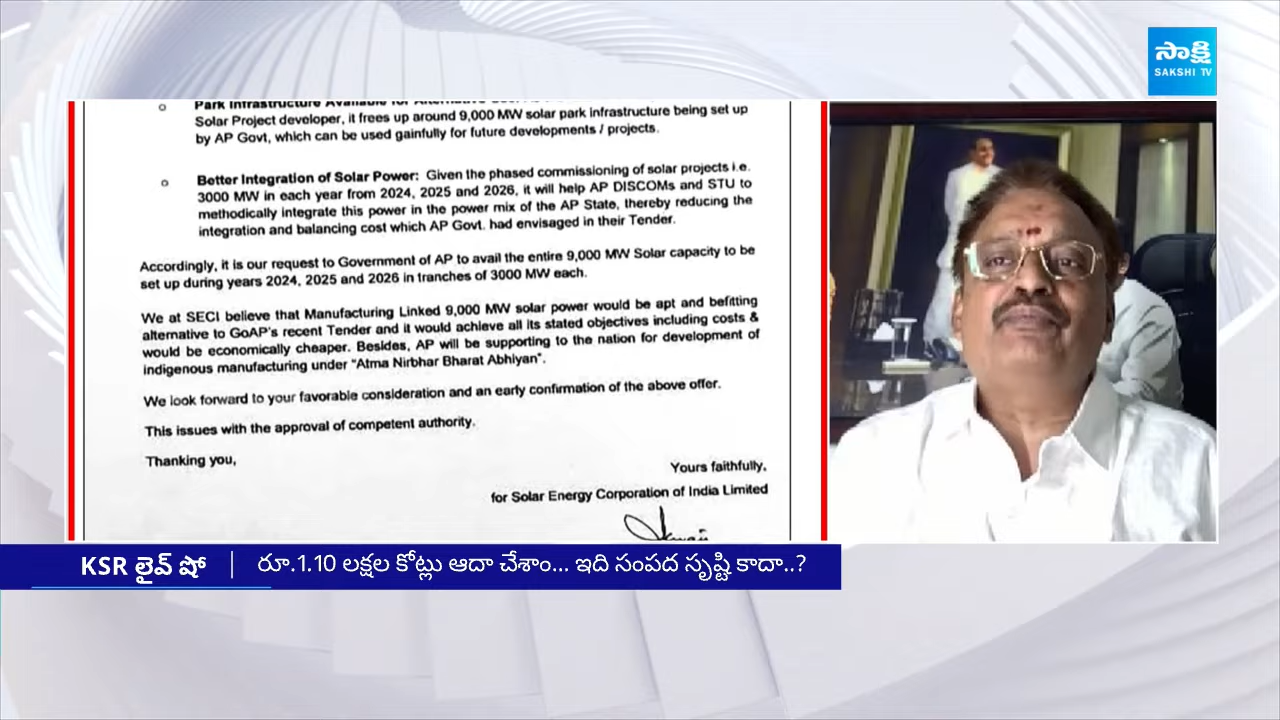 సాక్షి
SAKSHI TV
Park Infrastructure Available for
Solar Project developer, it frees up around 9,000 MW solar park infrastructure being set up
by AP Govt, which can be used gainfully for future developments / projects.
Better Integration of Solar Power: Given the phased commissioning of solar projects i.e.
3000 MW in each year from 2024, 2025 and 2026, it will help AP DISCOMs and STU to
methodically integrate this power in the power mix of the AP State, thereby reducing the
integration and balancing cost which AP Govt. had envisaged in their Tender.
Accordingly, it is our request to Government of AP to avail the entire 9,000 MW Solar capacity to be
set up during years 2024, 2025 and 2026 in tranches of 3000 MW each.
We at SECI believe that Manufacturing Linked 9,000 MW solar power would be apt and befitting
alternative to GoAP's recent Tender and it would achieve all its stated objectives including costs &
would be economically cheaper. Besides, AP will be supporting to the nation for development of
indigenous manufacturing under "Atma Nirbhar Bharat Abhiyan".
We look forward to your favorable consideration and an early confirmation of the above offer.
This issues with the approval of competent authority.
Thanking you,
Yours faithfully,
for Solar Energy Corporation of India Limited
KSR లైవ్ షో
రూ.1.10 లక్షల కోట్లు ఆదా చేశాం... ఇది సంపద సృష్టి కాదా..?